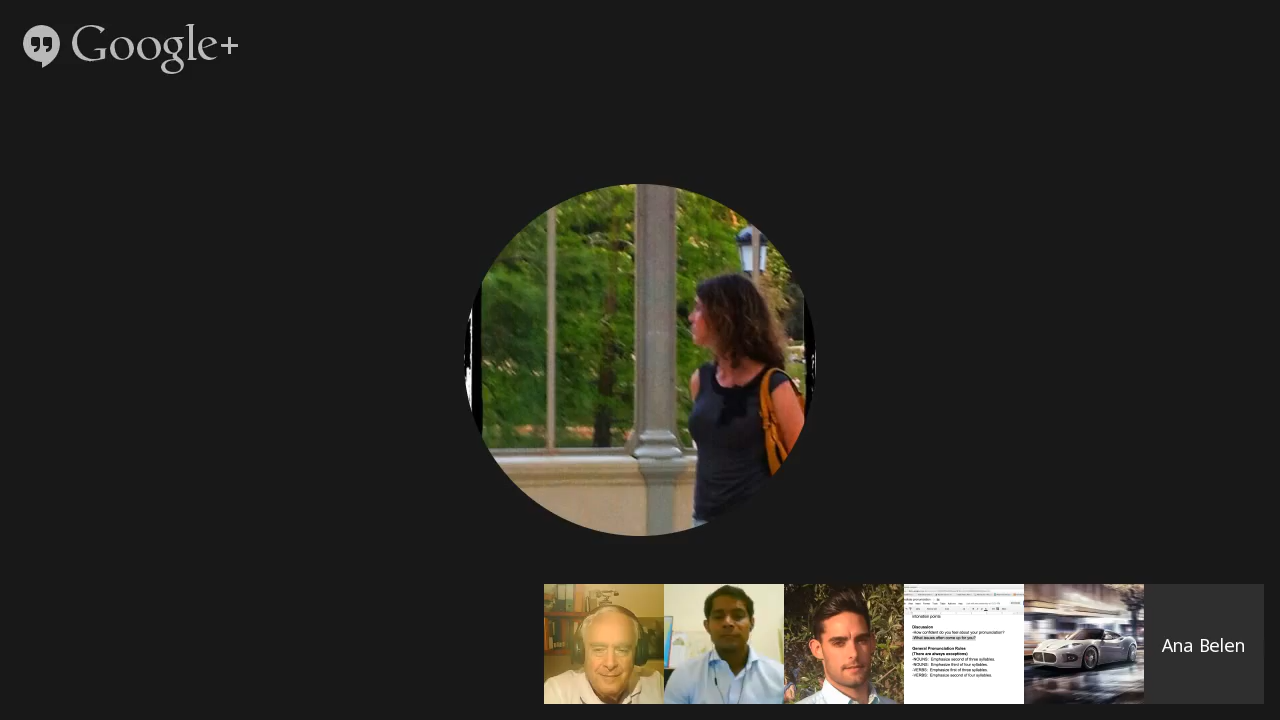 Google+
intonation points.
Discussion
-How confident do you feel about your pronunciation?
-What issues often come up for you?
General Pronunciation Rules
(There are always exceptions)
-NOUNS: Emphasize second of three syllables.
-NOUNS: Emphasize third of four syllables.
-VERBS: Emphasize first of three syllables.
-VERBS: Emphasize second of four syllables.
Ana Belen